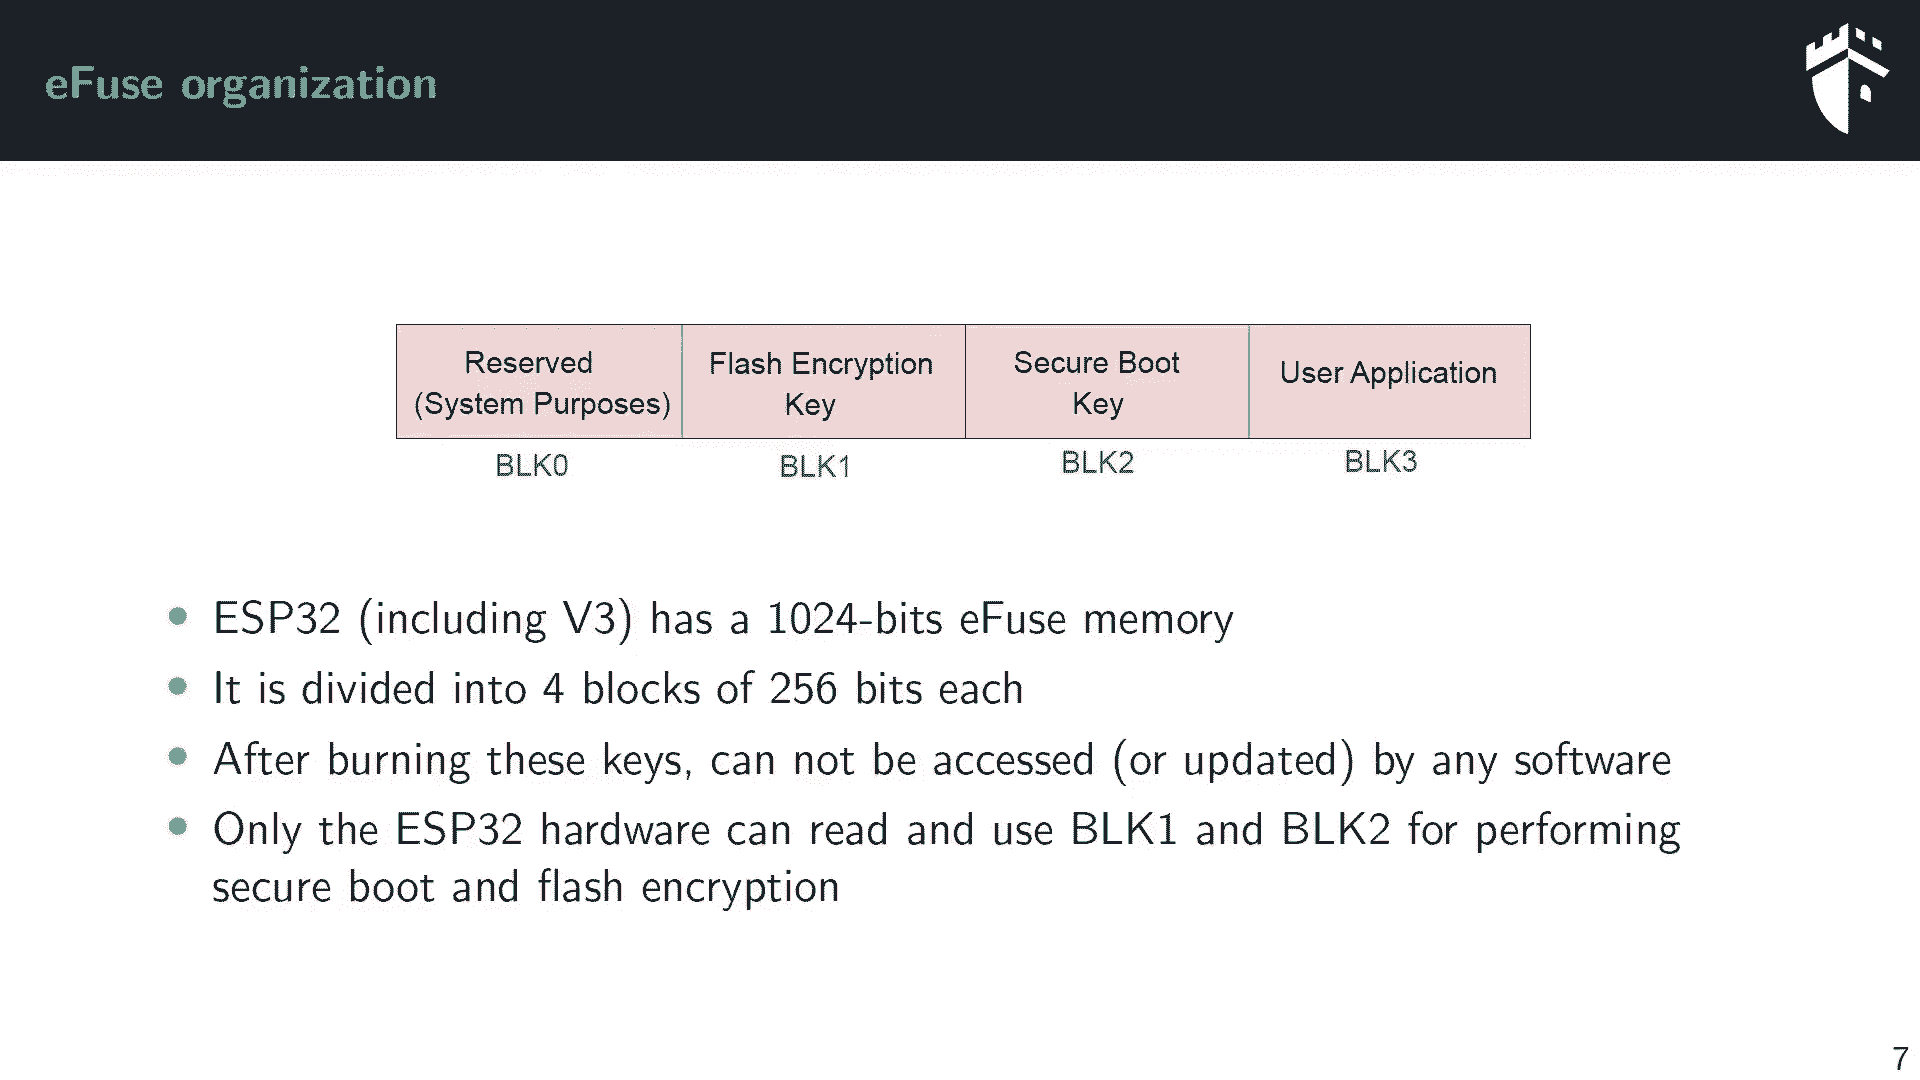 eFuse organization
Reserved
(System Purposes)
Flash Encryption
Key
Secure Boot
Key
User Application
BLK0
BLK1
BLK2
BLK3
• ESP32 (including V3) has a 1024-bits eFuse memory
• It is divided into 4 blocks of 256 bits each
• After burning these keys, can not be accessed (or updated) by any software
• Only the ESP32 hardware can read and use BLK1 and BLK2 for performing
secure boot and flash encryption
7